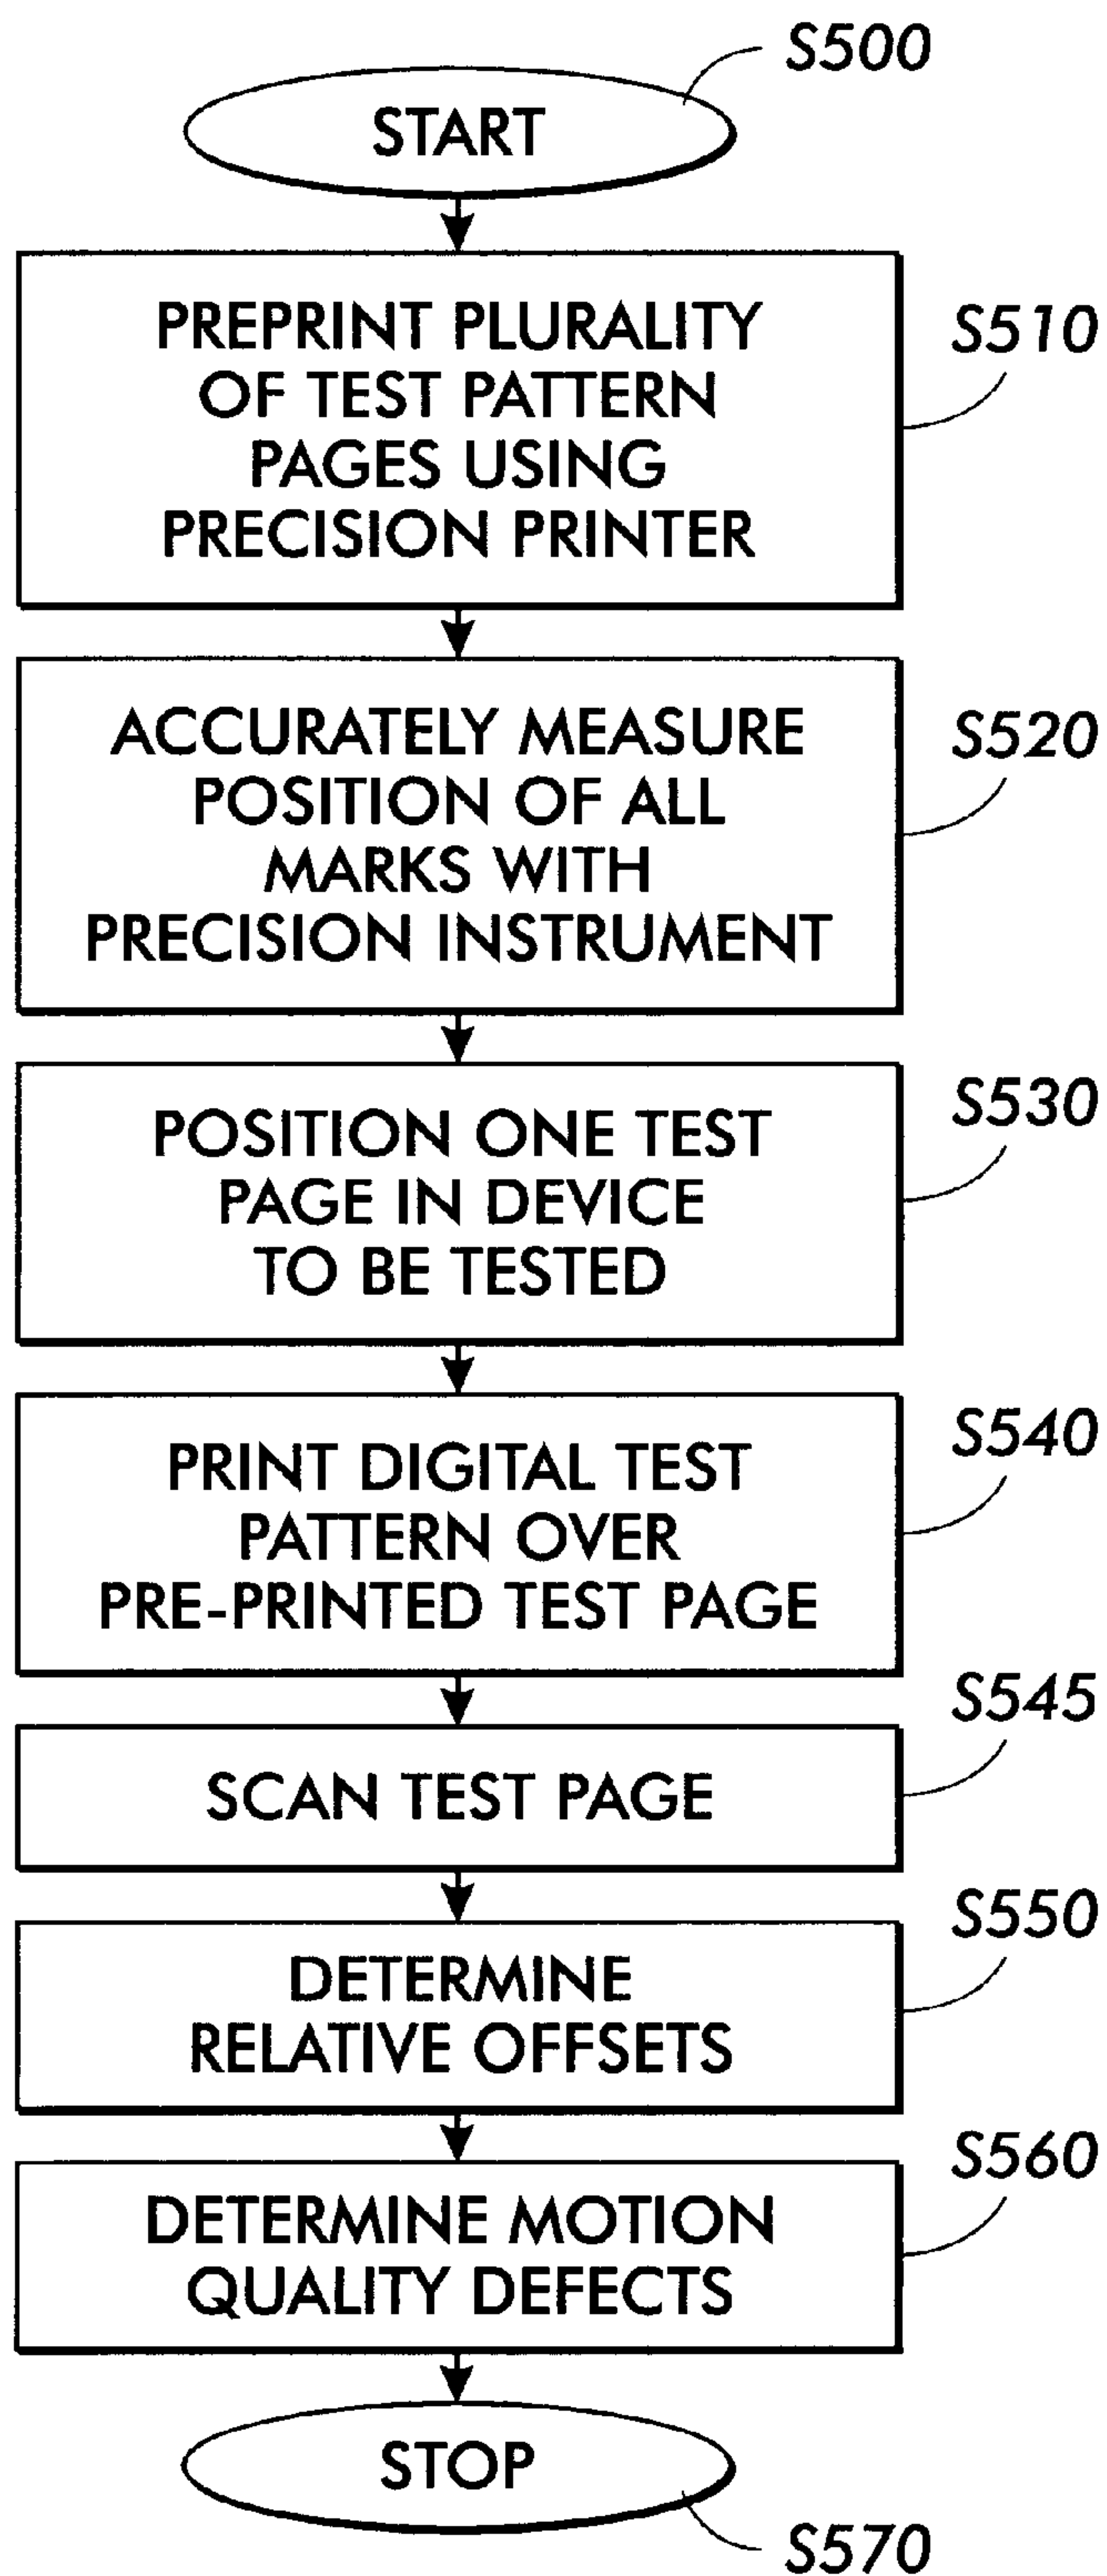 S500
START
PREPRINT PLURALITY
OF TEST PATTERN
PAGES USING
PRECISION PRINTER
S510
ACCURATELY MEASURE
POSITION OF ALL
MARKS WITH
PRECISION INSTRUMENT
S520
POSITION ONE TEST
PAGE IN DEVICE
TO BE TESTED
S530
PRINT DIGITAL TEST
PATTERN OVER
PRE-PRINTED TEST PAGE
S540
SCAN TEST PAGE
S545
DETERMINE
RELATIVE OFFSETS
S550
DETERMINE MOTION
QUALITY DEFECTS
S560
STOP
S570